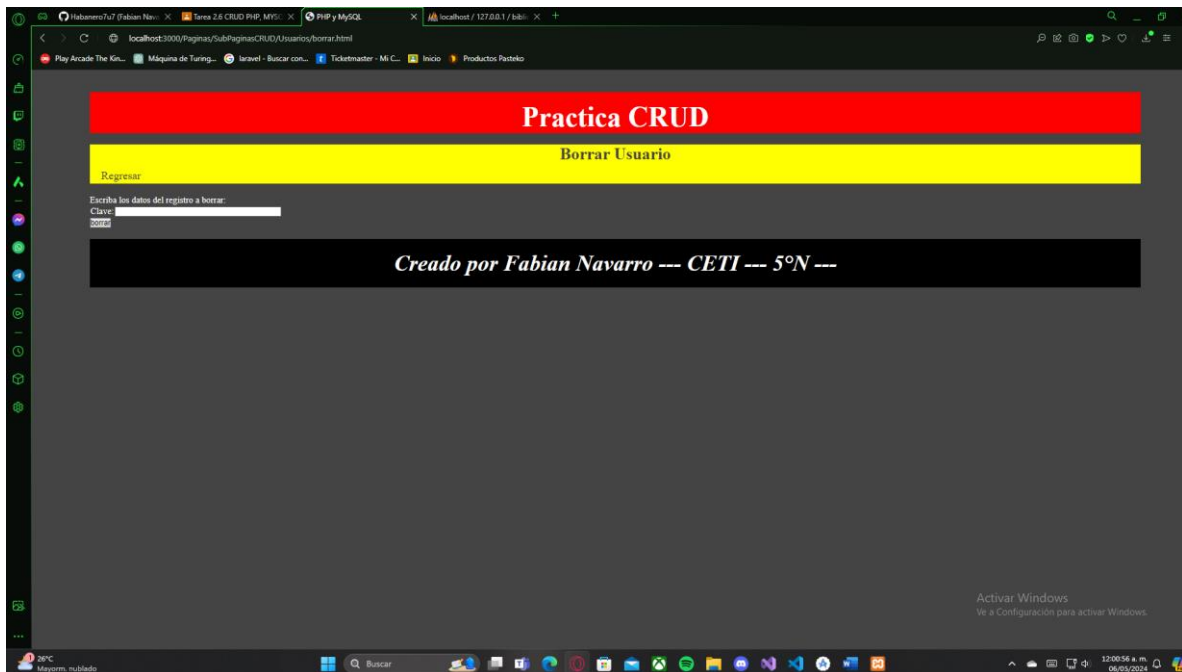 Habanero7u7 (Fabian Nav
Tarea 2.6 CRUD PHP, MYSC
PHP y MySQL
localhost / 127.0.0.1 / bibli
localhost:3000/Paginas/SubPaginasCRUD/Usuarios/borrar.html
Play Arcade The Kin...
Máquina de Turing...
laravel - Buscar con...
Ticketmaster - Mi C...
Inicio
Productos Pasteko
Practica CRUD
Borrar Usuario
Regresar
Escriba los datos del registro a borrar:
Clave:
borrar
Creado por Fabian Navarro --- CETI --- 5°N ---
Activar Windows
Ve a Configuración para activar Windows.
26°C
Mayorm. nublado
Buscar
12:00:56 a. m.
06/05/2024